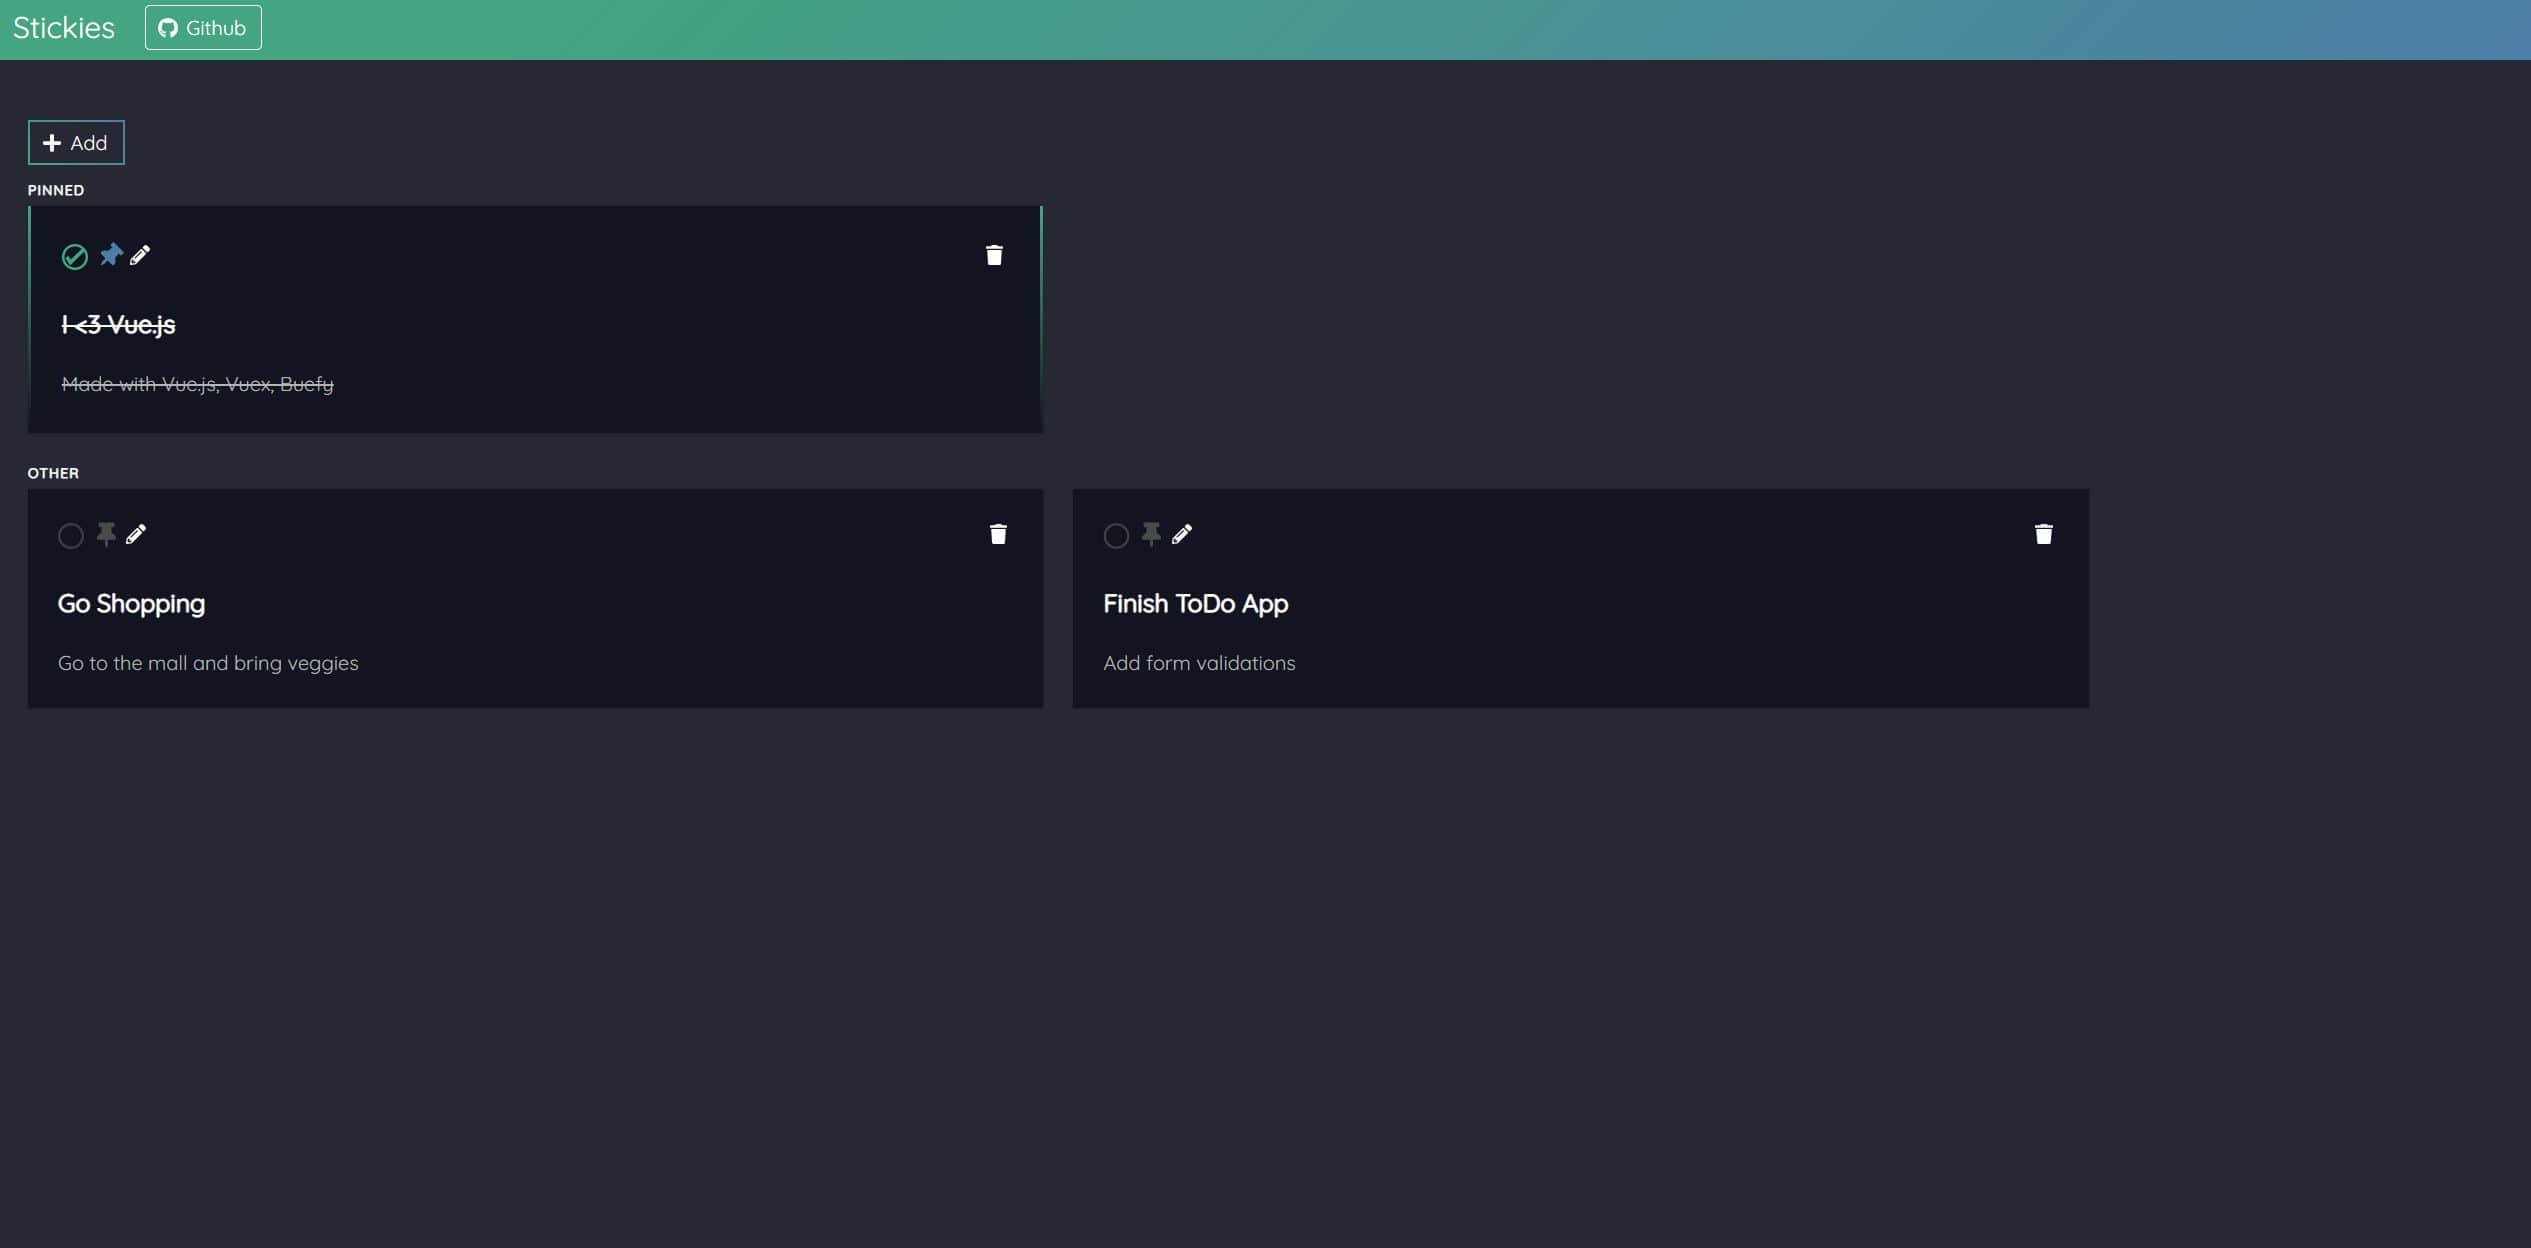 Stickies Github
Add
PINNED
I <3 Vue.js
Made with Vue.js, Vuex, Buefy
OTHER
Go Shopping
Go to the mall and bring veggies
Finish ToDo App
Add form validations